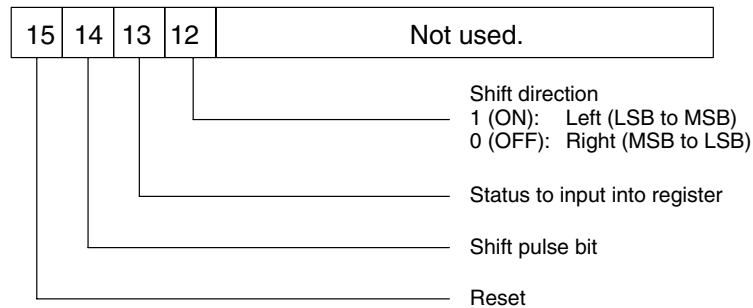 15 14 13 12 Not used.
Shift direction
1 (ON): Left (LSB to MSB)
0 (OFF): Right (MSB to LSB)
Status to input into register
Shift pulse bit
Reset